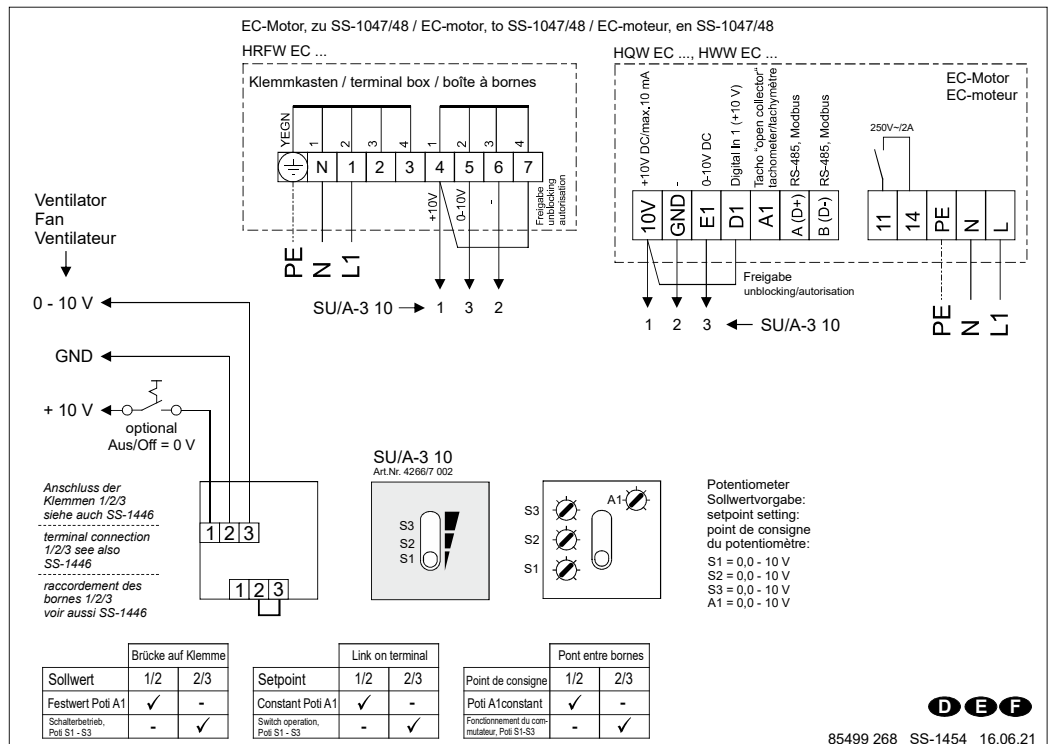 EC-Motor, zu SS-1047/48 / EC-motor, to SS-1047/48 / EC-moteur, en SS-1047/48
HRFW EC ...
Klemmkasten / terminal box / boîte à bornes
YEGN
1 2 3 4 1 2 3 4
N 1 2 3 4 5 6 7
+10V
0-10V
-
Freigabe
unblocking
autorisation
PE
N
L1
SU/A-3 10
1 3 2
HQW EC ..., HWW EC ...
EC-Motor
EC-moteur
+10V DC/max.10 mA
-
0-10V DC
Digital In 1 (+10 V)
Tacho "open collector"
tachometer/tachymètre
RS-485, Modbus
RS-485, Modbus
250V~/2A
10V
GND
E1
D1
A1
A (D+)
B (D-)
11
14
PE
N
L
Freigabe
unblocking/autorisation
1 2 3
SU/A-3 10
PE
N
L1
Ventilator
Fan
Ventilateur
0 - 10 V
GND
+ 10 V
optional
Aus/Off = 0 V
Anschluss der
Klemmen 1/2/3
siehe auch SS-1446
terminal connection
1/2/3 see also
SS-1446
raccordement des
bornes 1/2/3
voir aussi SS-1446
1 2 3
1 2 3
SU/A-3 10
Art.Nr. 4266/7 002
S3
S2
S1
A1
S3
S2
S1
Potentiometer
Sollwertvorgabe:
setpoint setting:
point de consigne
du potentiomètre:
S1 = 0,0 - 10 V
S2 = 0,0 - 10 V
S3 = 0,0 - 10 V
A1 = 0,0 - 10 V
Brücke auf Klemme
Sollwert 1/2 2/3
Festwert Poti A1 ✓ -
Schalterbetrieb,
Poti S1 - S3 - ✓
Link on terminal
Setpoint 1/2 2/3
Constant Poti A1 ✓ -
Switch operation,
Poti S1 - S3 - ✓
Pont entre bornes
Point de consigne 1/2 2/3
Poti A1constant ✓ -
Fonctionnement du com-
mutateur, Poti S1-S3 - ✓
D E F
85499 268 SS-1454 16.06.21